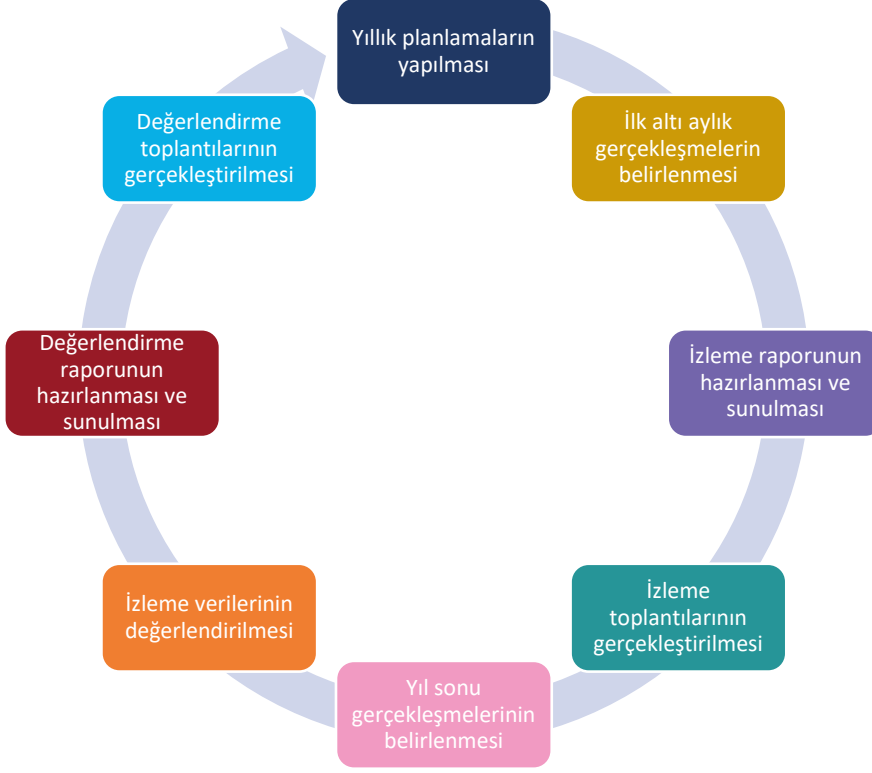 Yıllık planlamaların
yapılması
İlk altı aylık
gerçekleşmelerin
belirlenmesi
İzleme raporunun
hazırlanması ve
sunulması
İzleme
toplantılarının
gerçekleştirilmesi
Yıl sonu
gerçekleşmelerinin
belirlenmesi
İzleme verilerinin
değerlendirilmesi
Değerlendirme
raporunun
hazırlanması ve
sunulması
Değerlendirme
toplantılarının
gerçekleştirilmesi